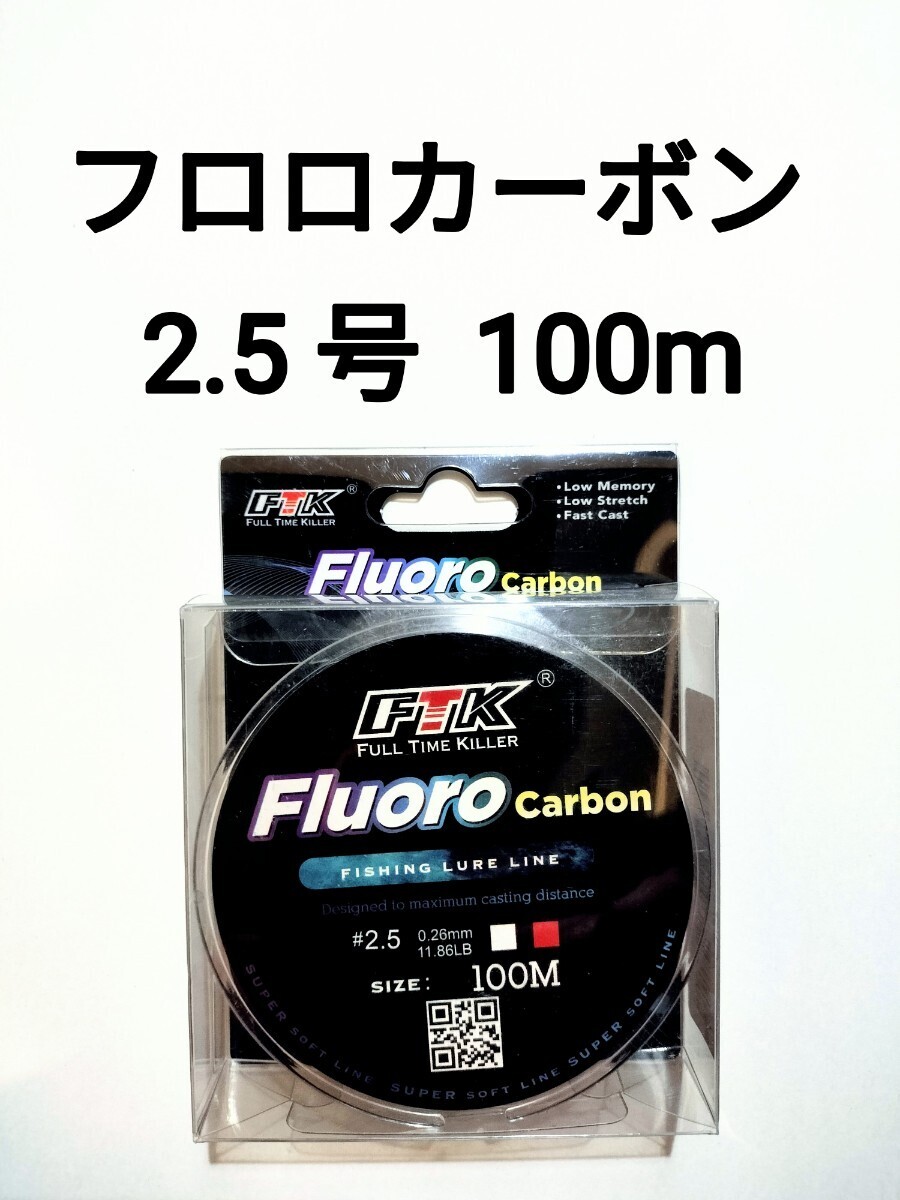 フロロカーボン
2.5号 100m
FTK®
FULL TIME KILLER
• Low Memory
• Low Stretch
• Fast Cast
Fluoro Carbon
FTK®
FULL TIME KILLER
Fluoro Carbon
FISHING LURE LINE
Designed to maximum casting distance
#2.5 0.26mm
11.86LB
SIZE: 100M
SUPER SOFT LINE SUPER SOFT LINE SUPER SOFT LINE